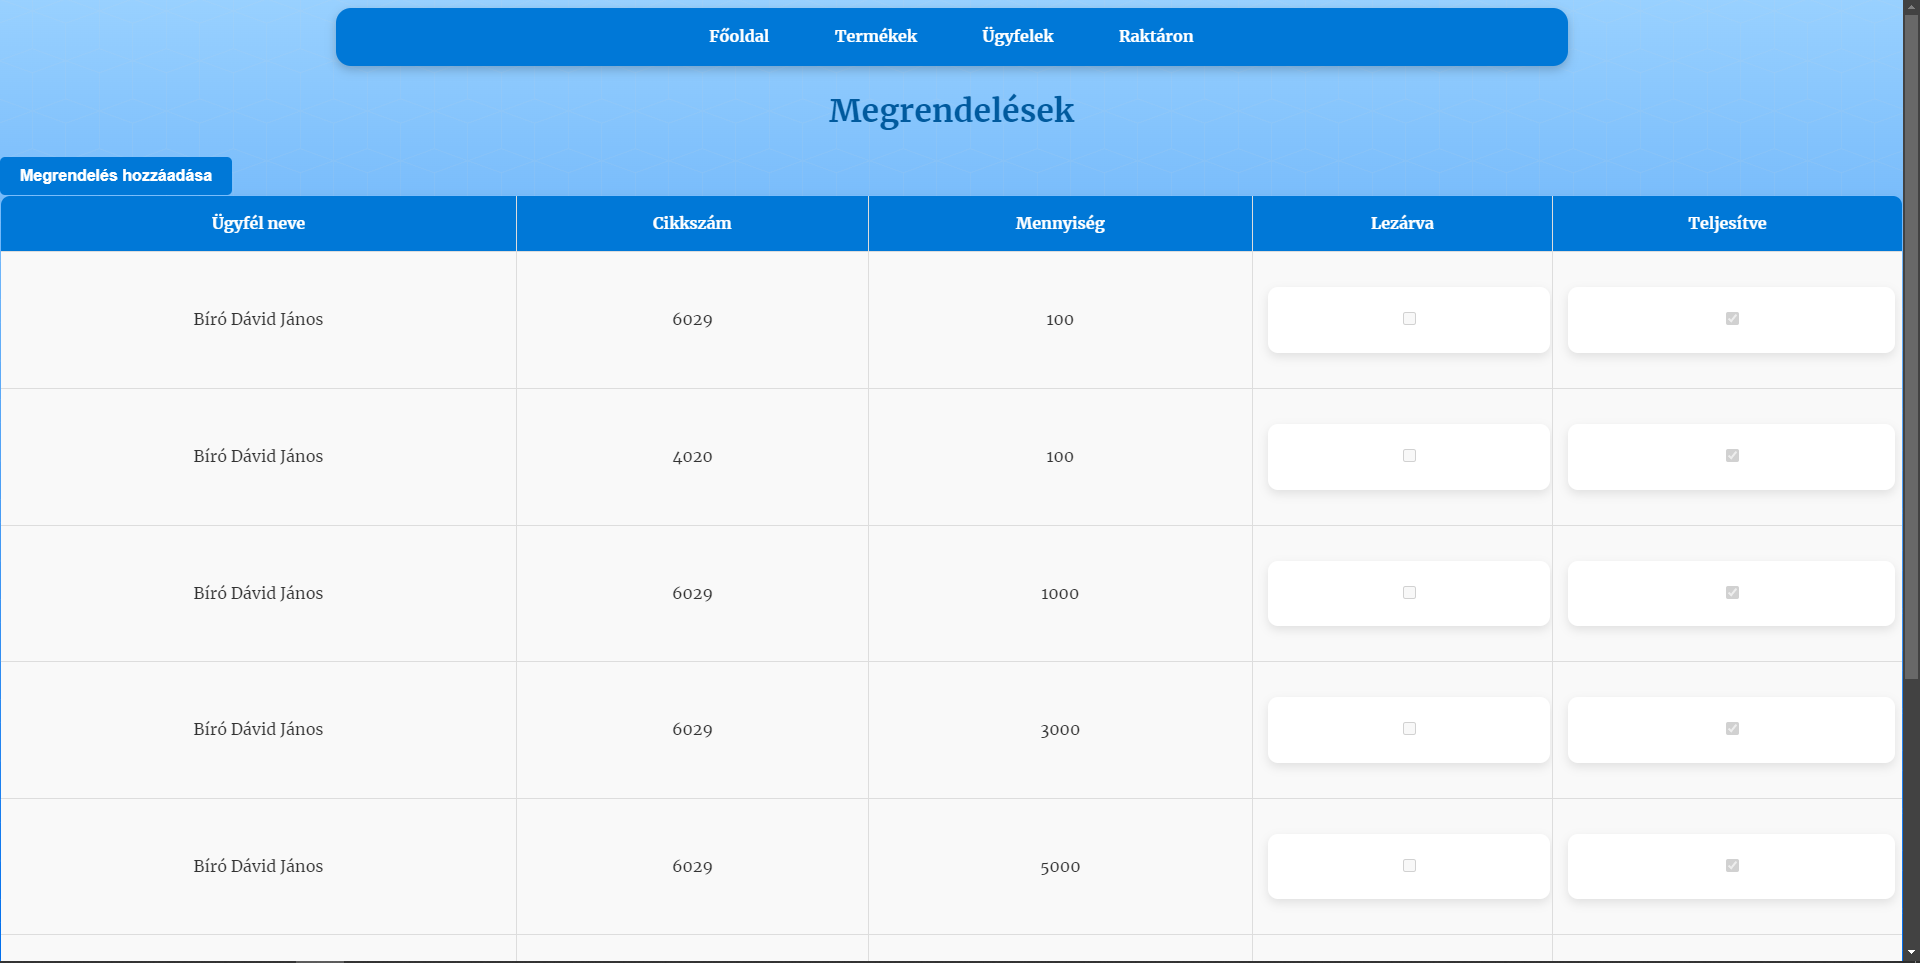 Főoldal Termékek Ügyfelek Raktáron
Megrendelések
Megrendelés hozzáadása
Ügyfél neve Cikkszám Mennyiség Lezárva Teljesítve
Bíró Dávid János 6029 100
Bíró Dávid János 4020 100
Bíró Dávid János 6029 1000
Bíró Dávid János 6029 3000
Bíró Dávid János 6029 5000